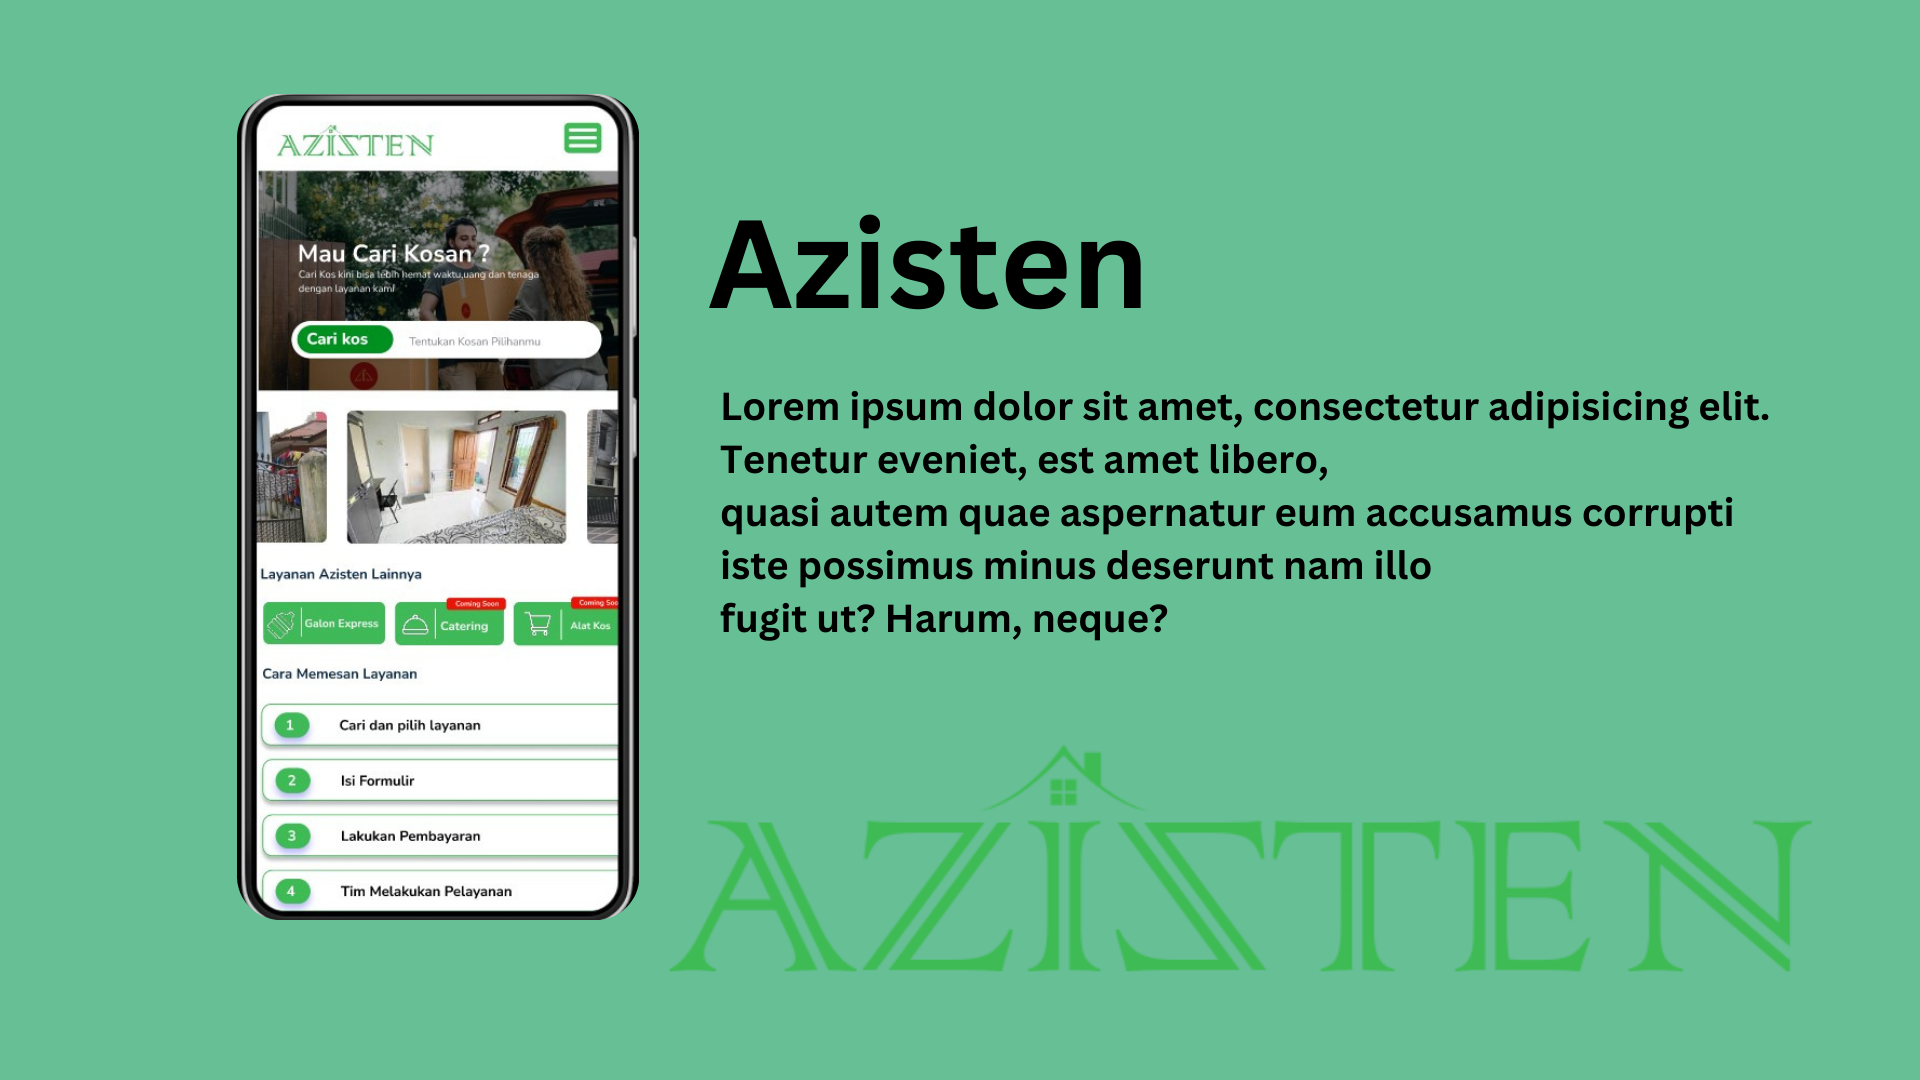 AZISTEN
Mau Cari Kosan ?
Cari Kos kini bisa lebih hemat waktu,uang dan tenaga
dengan layanan kami!
Cari kos
Tentukan Kosan Pilihanmu
Layanan Azisten Lainnya
Galon Express
Coming Soon
Catering
Coming Soo
Alat Kos
Cara Memesan Layanan
1 Cari dan pilih layanan
2 Isi Formulir
3 Lakukan Pembayaran
4 Tim Melakukan Pelayanan
Azisten
Lorem ipsum dolor sit amet, consectetur adipisicing elit.
Tenetur eveniet, est amet libero,
quasi autem quae aspernatur eum accusamus corrupti
iste possimus minus deserunt nam illo
fugit ut? Harum, neque?
AZISTEN